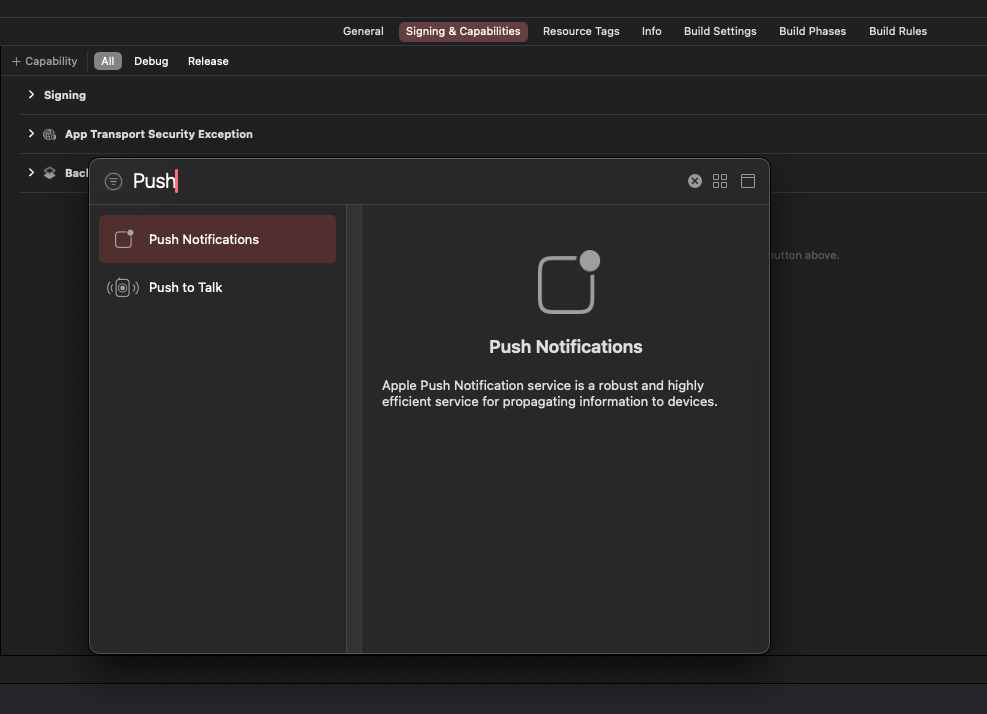 General Signing & Capabilities Resource Tags Info Build Settings Build Phases Build Rules
+ Capability All Debug Release
Signing
App Transport Security Exception
Push
Push Notifications
Push to Talk
button above.
Push Notifications
Apple Push Notification service is a robust and highly
efficient service for propagating information to devices.